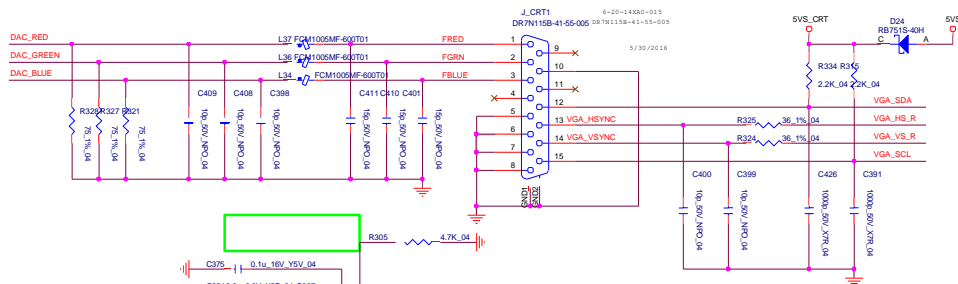 J_CRT1
6-20-14XA0-015
DR7N115B-41-55-005
DR7N115B-41-55-005
5/30/2016
5VS_CRT
D24
RB751S-40H
5VS
C
A
DAC_RED
L37
FCM1005MF-600T01
FRED
1
9
DAC_GREEN
L36
FCM1005MF-600T01
FGRN
2
10
DAC_BLUE
L34
FCM1005MF-600T01
FBLUE
3
11
4
12
5
13
6
14
7
15
8
GND1
GND2
R334
R315
2.2K_04
2.2K_04
VGA_SDA
VGA_HSYNC
R325
36_1%_04
VGA_HS_R
VGA_VSYNC
R324
36_1%_04
VGA_VS_R
VGA_SCL
R328
R327
R321
75_1%_04
75_1%_04
75_1%_04
C409
C408
C398
10p_50V_NPO_04
10p_50V_NPO_04
10p_50V_NPO_04
C411
C410
C401
15p_50V_NPO_04
15p_50V_NPO_04
15p_50V_NPO_04
C400
C399
C426
C391
10p_50V_NPO_04
10p_50V_NPO_04
1000p_50V_X7R_04
1000p_50V_X7R_04
R305
4.7K_04
C375
0.1u_16V_Y5V_04